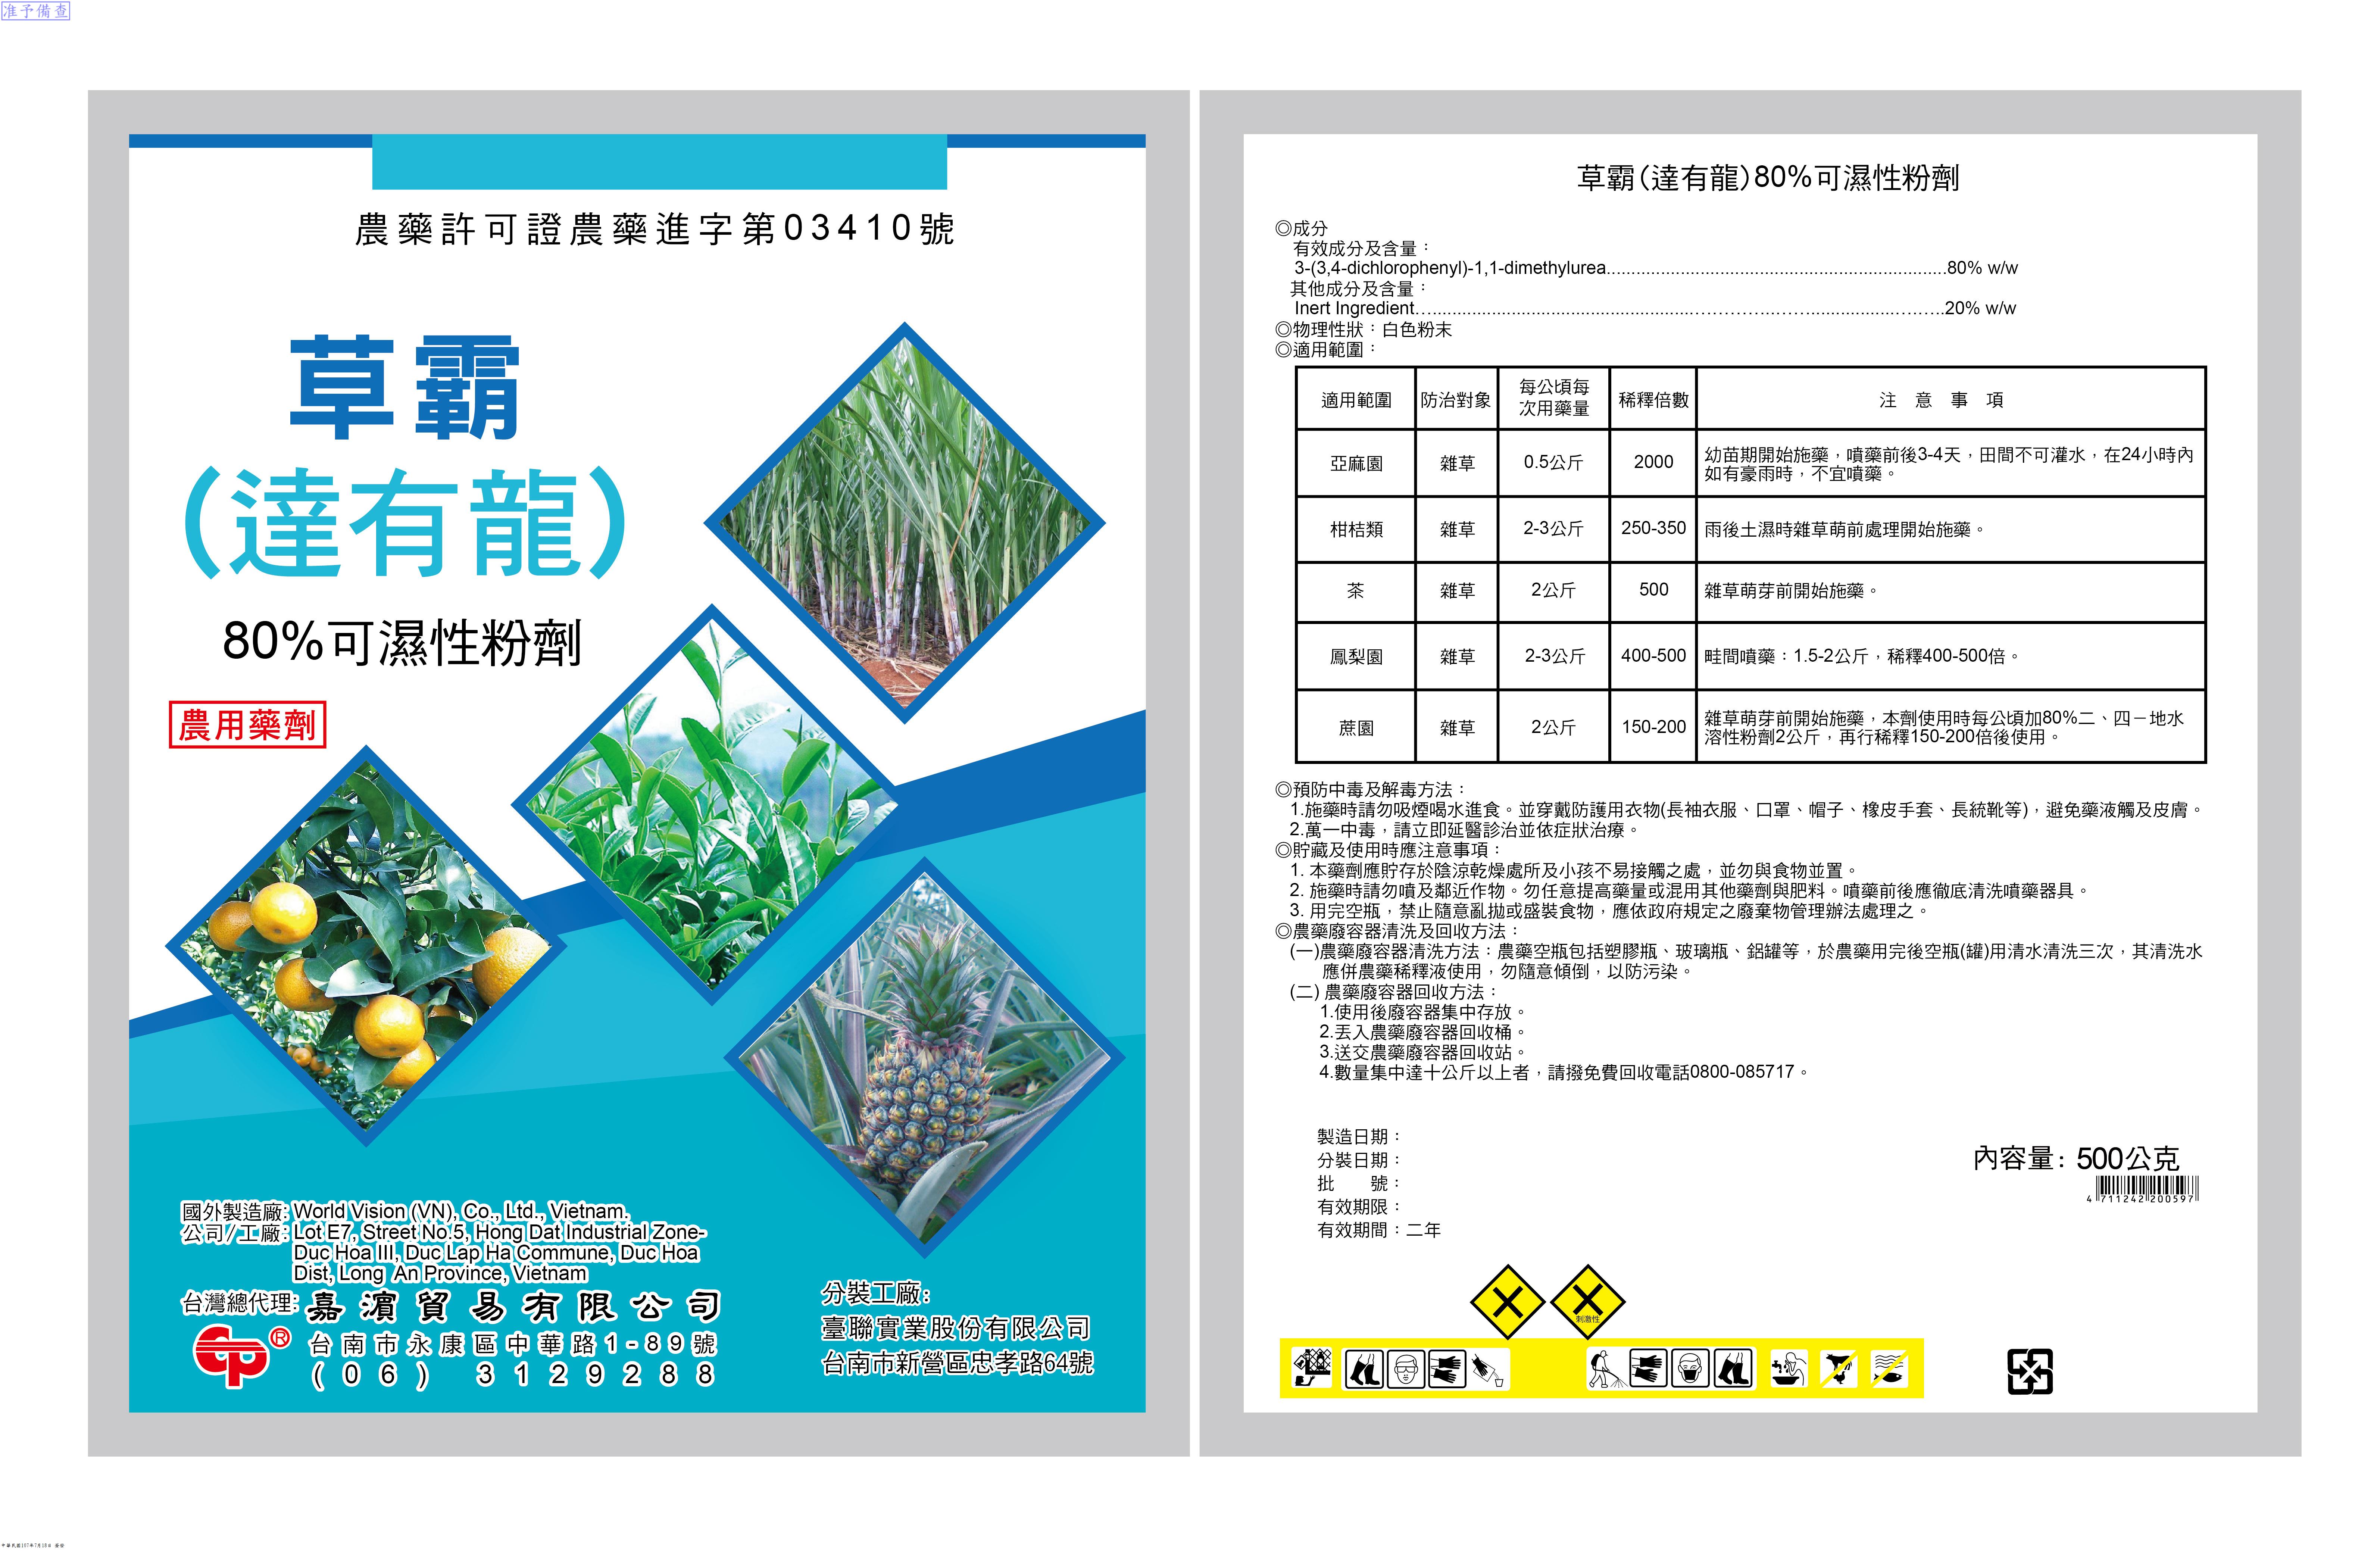 准予備查
農藥許可證農藥進字第03410號
草霸
(達有龍)
80%可濕性粉劑
農用藥劑
國外製造廠: World Vision (VN), Co., Ltd., Vietnam.
公司/工廠: Lot E7, Street No.5, Hong Dat Industrial Zone-
Duc Hoa III, Duc Lap Ha Commune, Duc Hoa
Dist, Long An Province, Vietnam
台灣總代理: 嘉濱貿易有限公司
CP®
台南市永康區中華路1-89號
(06) 3129288
分裝工廠:
臺聯實業股份有限公司
台南市新營區忠孝路64號
草霸(達有龍)80%可濕性粉劑
◎成分
有效成分及含量：
3-(3,4-dichlorophenyl)-1,1-dimethylurea......................................................................80% w/w
其他成分及含量：
Inert Ingredient...........................................................................................................20% w/w
◎物理性狀：白色粉末
◎適用範圍：
適用範圍 防治對象 每公頃每次用藥量 稀釋倍數 注 意 事 項
亞麻園 雜草 0.5公斤 2000 幼苗期開始施藥，噴藥前後3-4天，田間不可灌水，在24小時內
如有豪雨時，不宜噴藥。
柑桔類 雜草 2-3公斤 250-350 雨後土濕時雜草萌前處理開始施藥。
茶 雜草 2公斤 500 雜草萌芽前開始施藥。
鳳梨園 雜草 2-3公斤 400-500 畦間噴藥：1.5-2公斤，稀釋400-500倍。
蔗園 雜草 2公斤 150-200 雜草萌芽前開始施藥，本劑使用時每公頃加80%二、四－地水
溶性粉劑2公斤，再行稀釋150-200倍後使用。
◎預防中毒及解毒方法：
1.施藥時請勿吸煙喝水進食。並穿戴防護用衣物(長袖衣服、口罩、帽子、橡皮手套、長統靴等)，避免藥液觸及皮膚。
2.萬一中毒，請立即延醫診治並依症狀治療。
◎貯藏及使用時應注意事項：
1. 本藥劑應貯存於陰涼乾燥處所及小孩不易接觸之處，並勿與食物並置。
2. 施藥時請勿噴及鄰近作物。勿任意提高藥量或混用其他藥劑與肥料。噴藥前後應徹底清洗噴藥器具。
3. 用完空瓶，禁止隨意亂拋或盛裝食物，應依政府規定之廢棄物管理辦法處理之。
◎農藥廢容器清洗及回收方法：
(一)農藥廢容器清洗方法：農藥空瓶包括塑膠瓶、玻璃瓶、鋁罐等，於農藥用完後空瓶(罐)用清水清洗三次，其清洗水
應併農藥稀釋液使用，勿隨意傾倒，以防污染。
(二) 農藥廢容器回收方法：
1.使用後廢容器集中存放。
2.丟入農藥廢容器回收桶。
3.送交農藥廢容器回收站。
4.數量集中達十公斤以上者，請撥免費回收電話0800-085717。
製造日期：
分裝日期：
批　　號：
有效期限：
有效期間：二年
內容量: 500公克
4 711242 200597
刺激性
中華民國107年7月18日